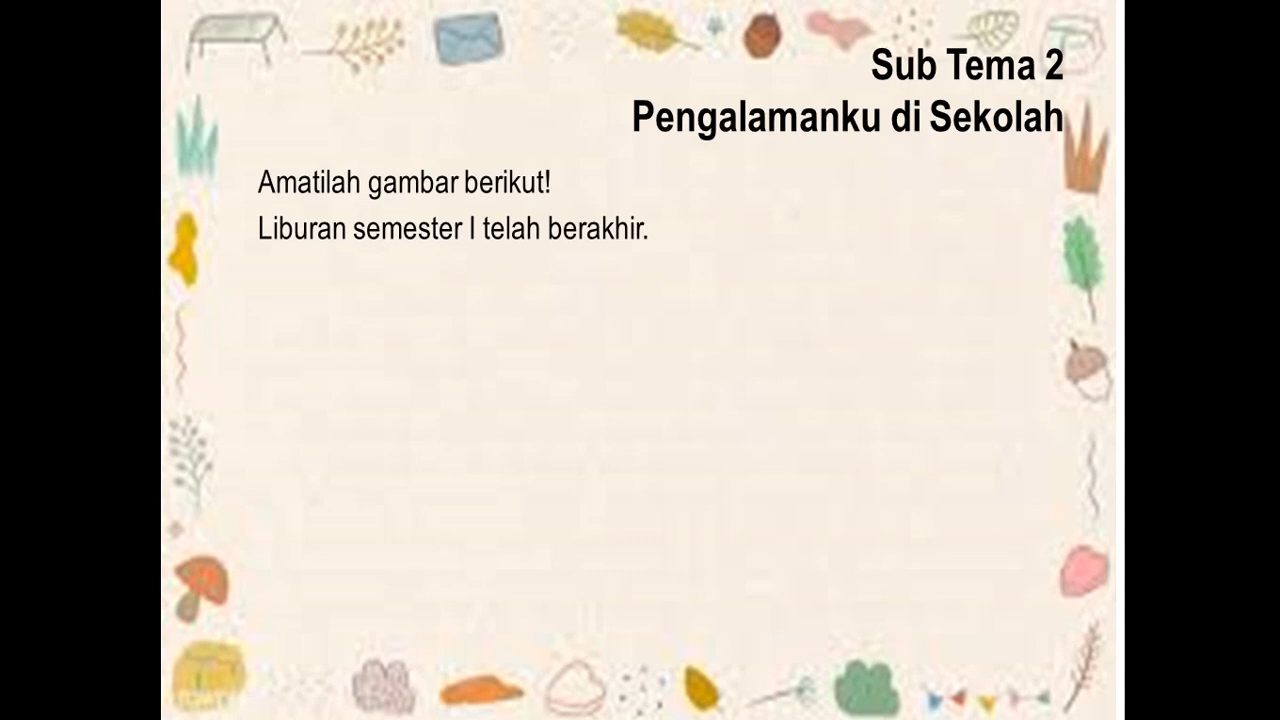 Sub Tema 2
Pengalamanku di Sekolah
Amatilah gambar berikut!
Liburan semester I telah berakhir.